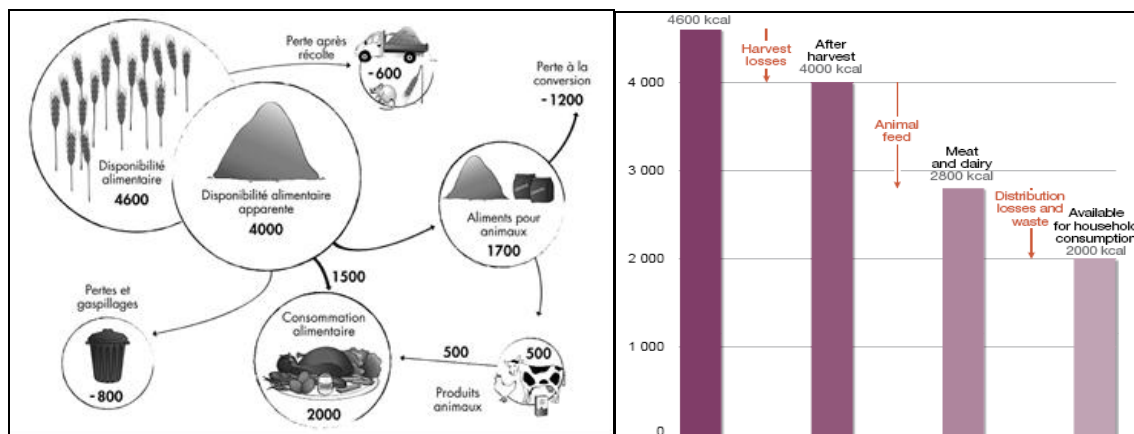 Perte après
récolte
-600
Perte à la
conversion
-1200
Disponibilité
alimentaire
4600
Disponibilité alimentaire
apparente
4000
Aliments pour
animaux
1700
1500
Pertes et
gaspillages
-800
Consommation
alimentaire
2000
500
Produits
animaux
500
4600 kcal
Harvest
losses
After
harvest
4000 kcal
4 000
Animal
feed
3 000
Meat
and dairy
2800 kcal
Distribution
losses and
waste
Available
for household
consumption
2000 kcal
2 000
1 000
0